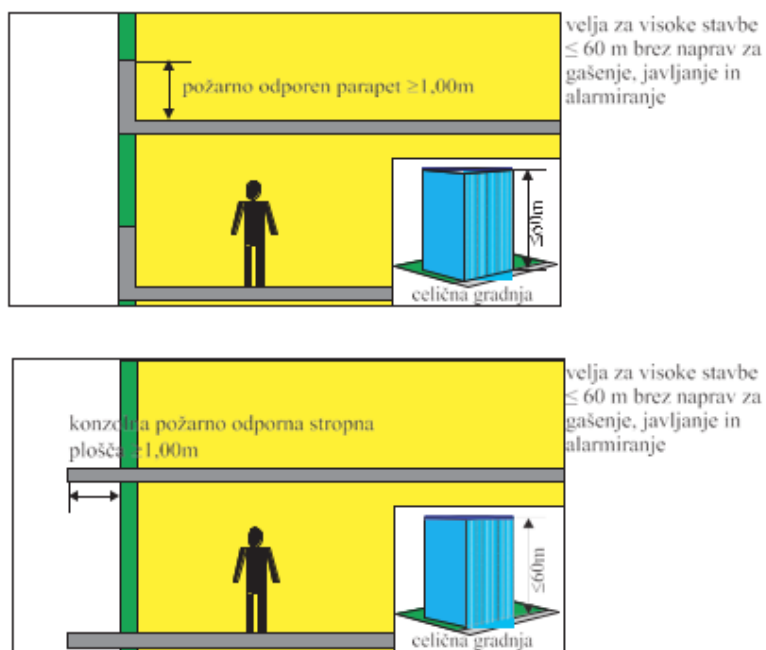 velja za visoke stavbe
≤ 60 m brez naprav za
gašenje, javljanje in
alarmiranje
požarno odporen parapet ≥1,00m
≤60m
celična gradnja
velja za visoke stavbe
≤ 60 m brez naprav za
gašenje, javljanje in
alarmiranje
konzolna požarno odporna stropna
plošča ≥1,00m
≤60m
celična gradnja